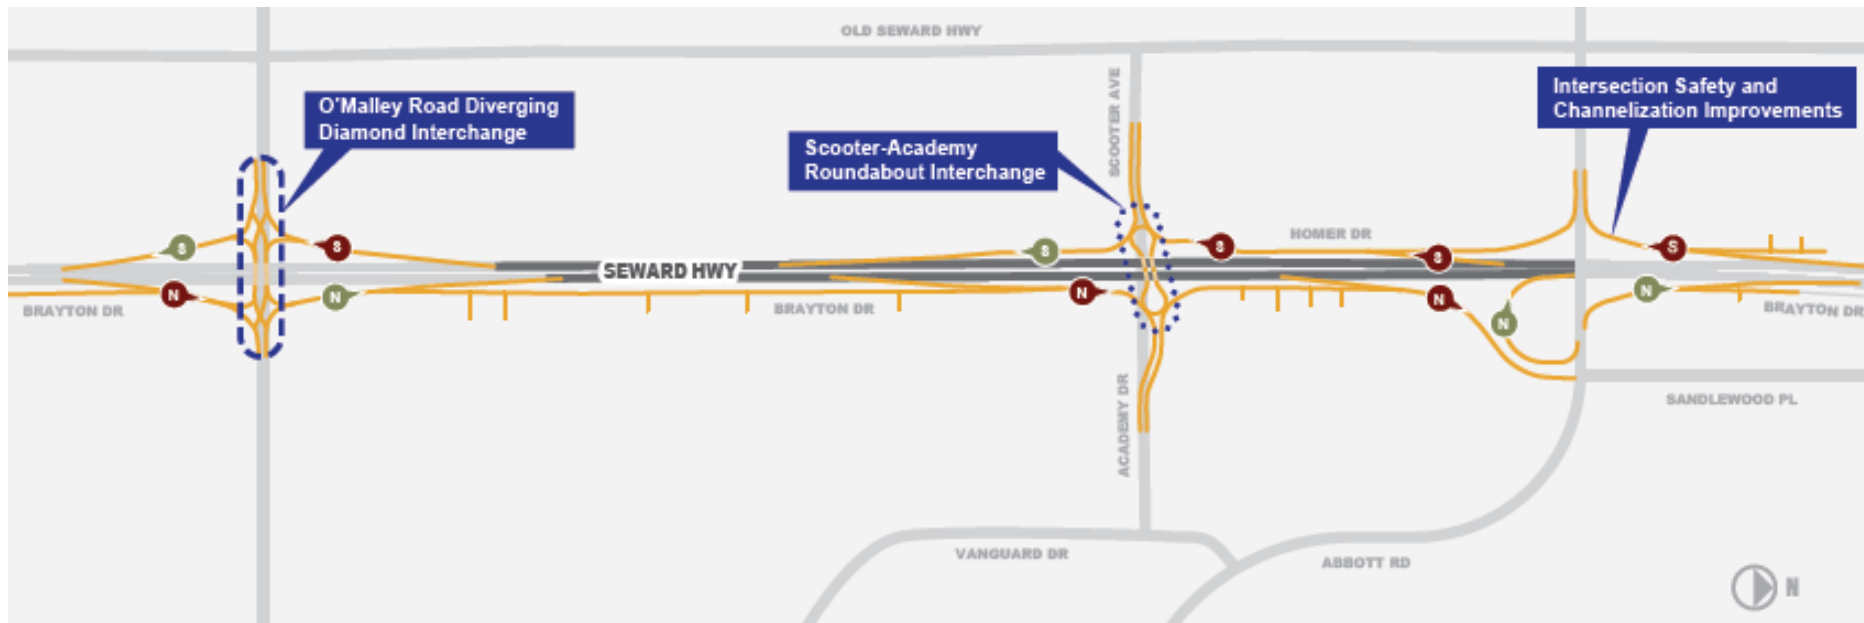 OLD SEWARD HWY
O'Malley Road Diverging
Diamond Interchange
Scooter-Academy
Roundabout Interchange
SCOOTER AVE
Intersection Safety and
Channelization Improvements
HOMER DR
S
S
S
S
S
S
SEWARD HWY
N
N
N
N
N
N
BRAYTON DR
BRAYTON DR
BRAYTON DR
ACADEMY DR
SANDLEWOOD PL
VANGUARD DR
ABBOTT RD
N